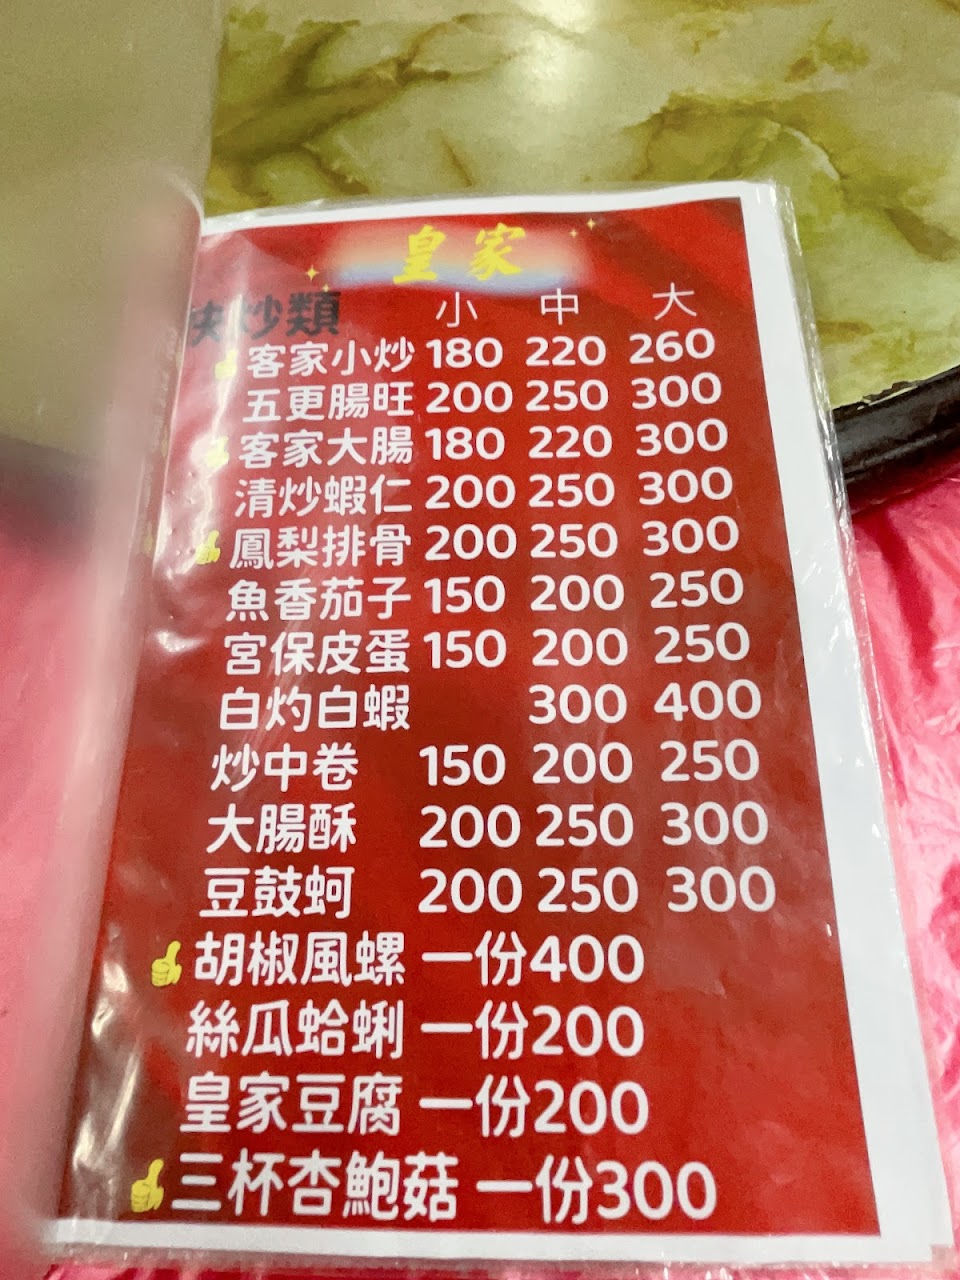 皇家
快炒類 小 中 大
客家小炒 180 220 260
五更腸旺 200 250 300
客家大腸 180 220 300
清炒蝦仁 200 250 300
鳳梨排骨 200 250 300
魚香茄子 150 200 250
宮保皮蛋 150 200 250
白灼白蝦 300 400
炒中卷 150 200 250
大腸酥 200 250 300
豆鼓蚵 200 250 300
胡椒風螺 一份400
絲瓜蛤蜊 一份200
皇家豆腐 一份200
三杯杏鮑菇 一份300